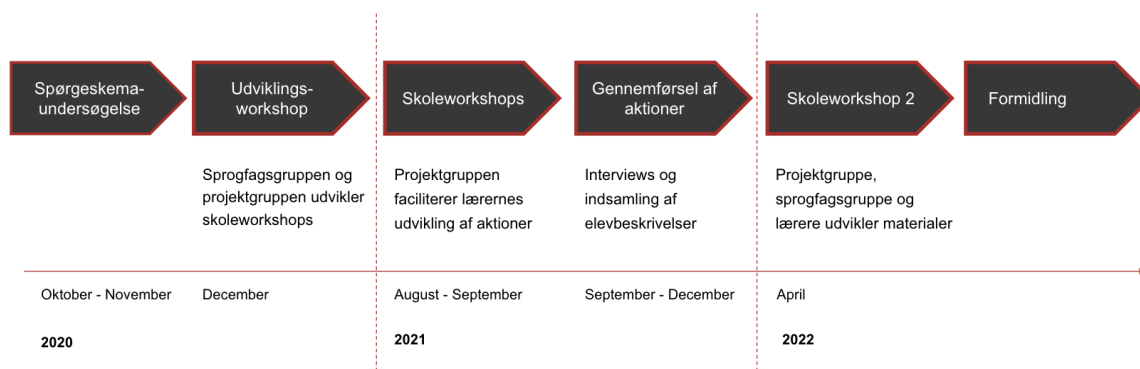 Spørgeskema-
undersøgelse
Udviklings-
workshop
Skoleworkshops
Gennemførsel af
aktioner
Skoleworkshop 2
Formidling
Sprogfagsgruppen og
projektgruppen udvikler
skoleworkshops
Projektgruppen
faciliterer lærernes
udvikling af aktioner
Interviews og
indsamling af
elevbeskrivelser
Projektgruppe,
sprogfagsgruppe og
lærere udvikler materialer
Oktober - November
December
August - September
September - December
April
2020
2021
2022